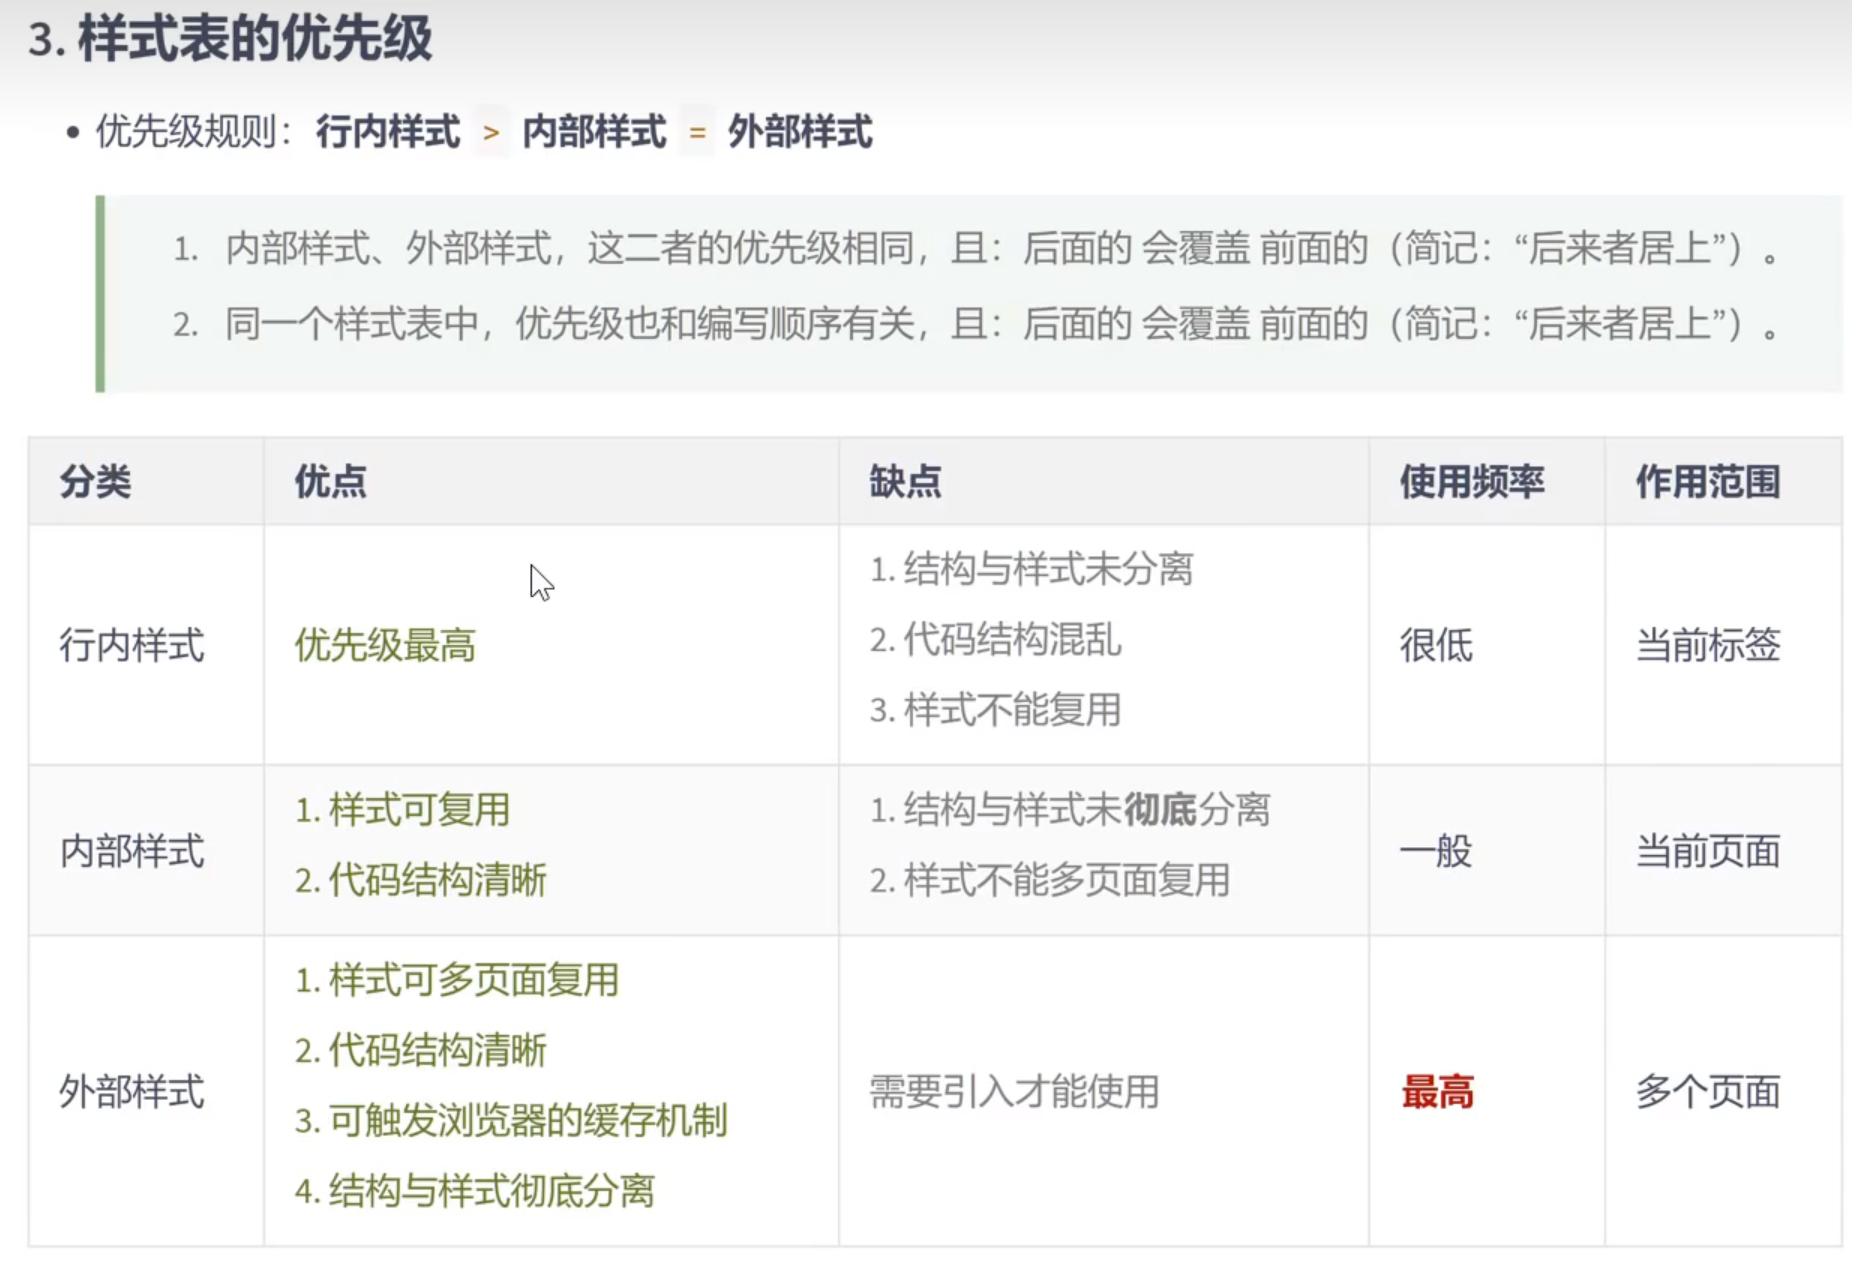 3. 样式表的优先级
• 优先级规则：行内样式 > 内部样式 = 外部样式
1. 内部样式、外部样式，这二者的优先级相同，且：后面的 会覆盖 前面的（简记：“后来者居上”）。
2. 同一个样式表中，优先级也和编写顺序有关，且：后面的 会覆盖 前面的（简记：“后来者居上”）。
分类 优点 缺点 使用频率 作用范围
行内样式 优先级最高
1. 结构与样式未分离
2. 代码结构混乱
3. 样式不能复用
很低 当前标签
内部样式
1. 样式可复用
2. 代码结构清晰
1. 结构与样式未彻底分离
2. 样式不能多页面复用
一般 当前页面
外部样式
1. 样式可多页面复用
2. 代码结构清晰
3. 可触发浏览器的缓存机制
4. 结构与样式彻底分离
需要引入才能使用 最高 多个页面